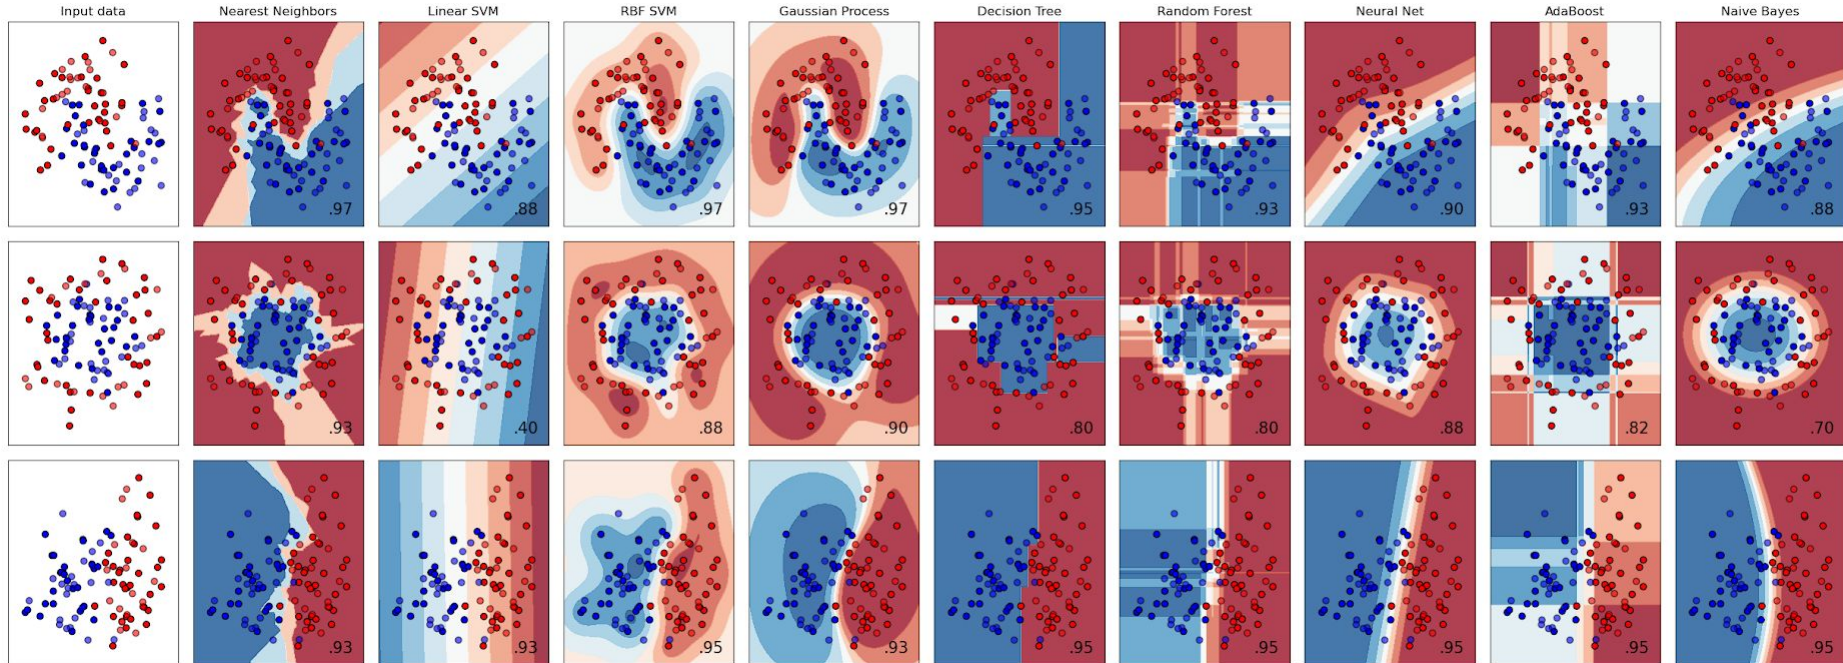 Input data Nearest Neighbors Linear SVM RBF SVM Gaussian Process Decision Tree Random Forest Neural Net AdaBoost Naive Bayes
.97 .88 .97 .97 .95 .93 .90 .93 .88
.93 .40 .88 .90 .80 .80 .88 .82 .70
.93 .93 .95 .93 .95 .95 .95 .95 .95